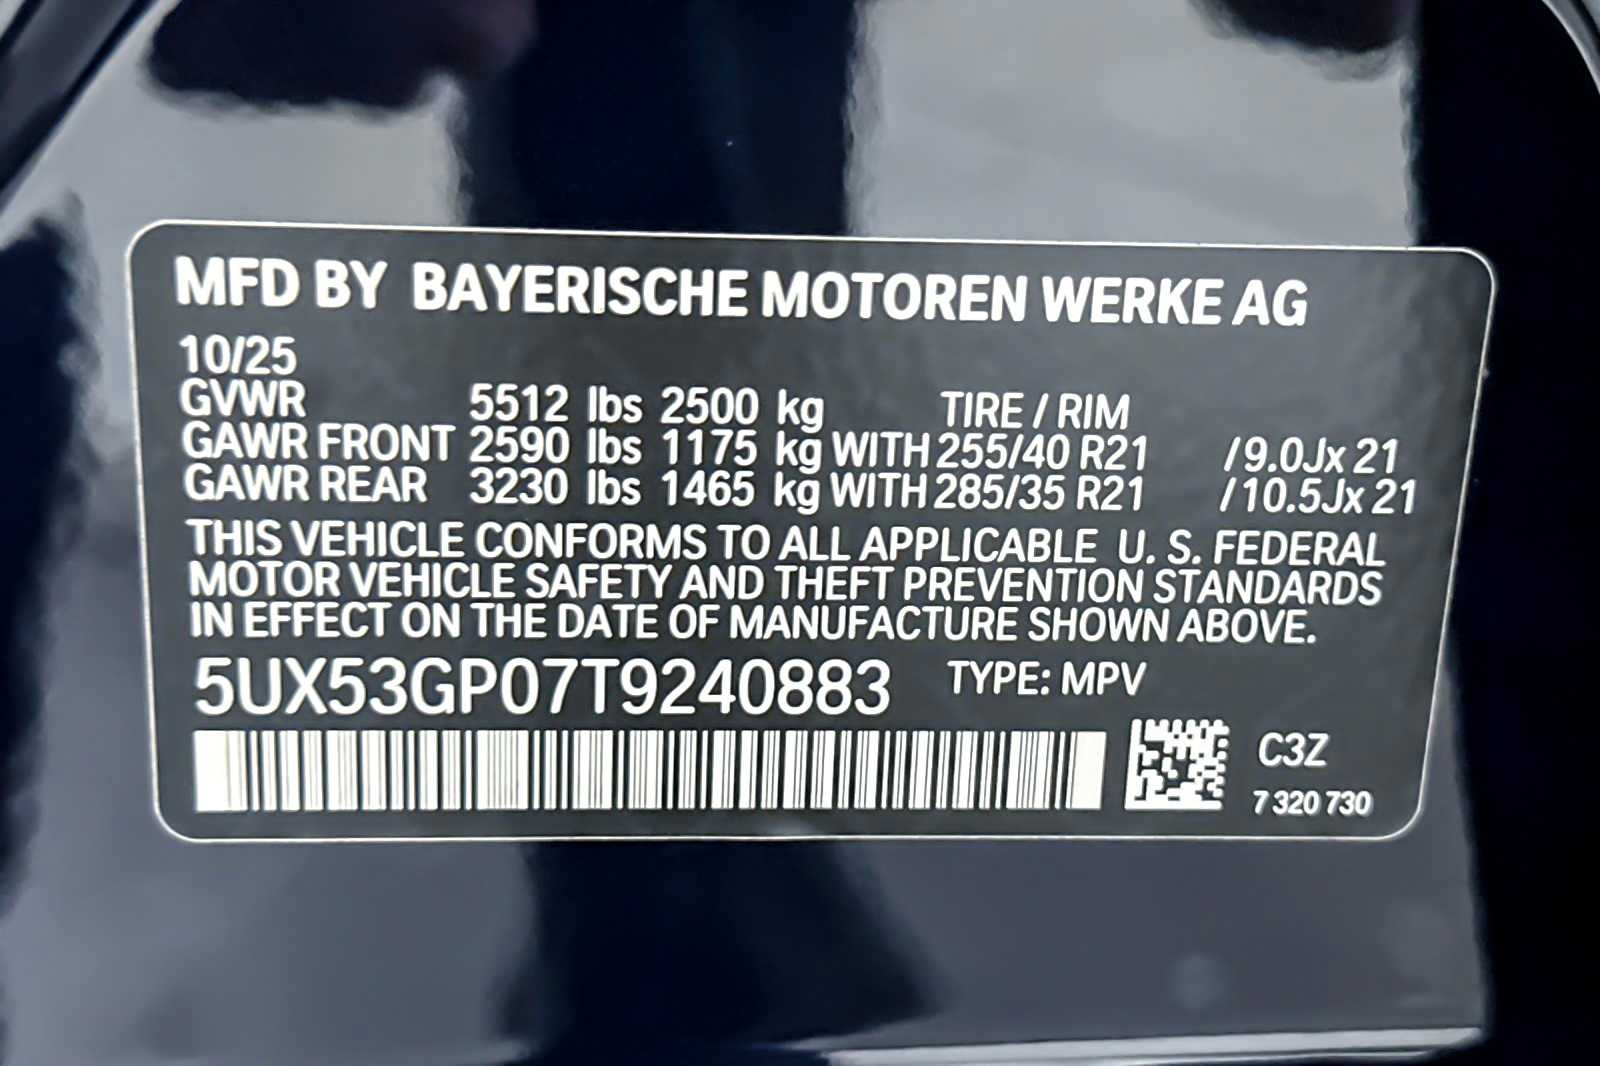 MFD BY BAYERISCHE MOTOREN WERKE AG
10/25
GVWR 5512 lbs 2500 kg TIRE / RIM
GAWR FRONT 2590 lbs 1175 kg WITH 255/40 R21 /9.0Jx 21
GAWR REAR 3230 lbs 1465 kg WITH 285/35 R21 /10.5Jx 21
THIS VEHICLE CONFORMS TO ALL APPLICABLE U. S. FEDERAL
MOTOR VEHICLE SAFETY AND THEFT PREVENTION STANDARDS
IN EFFECT ON THE DATE OF MANUFACTURE SHOWN ABOVE.
5UX53GP07T9240883 TYPE: MPV
C3Z
7 320 730